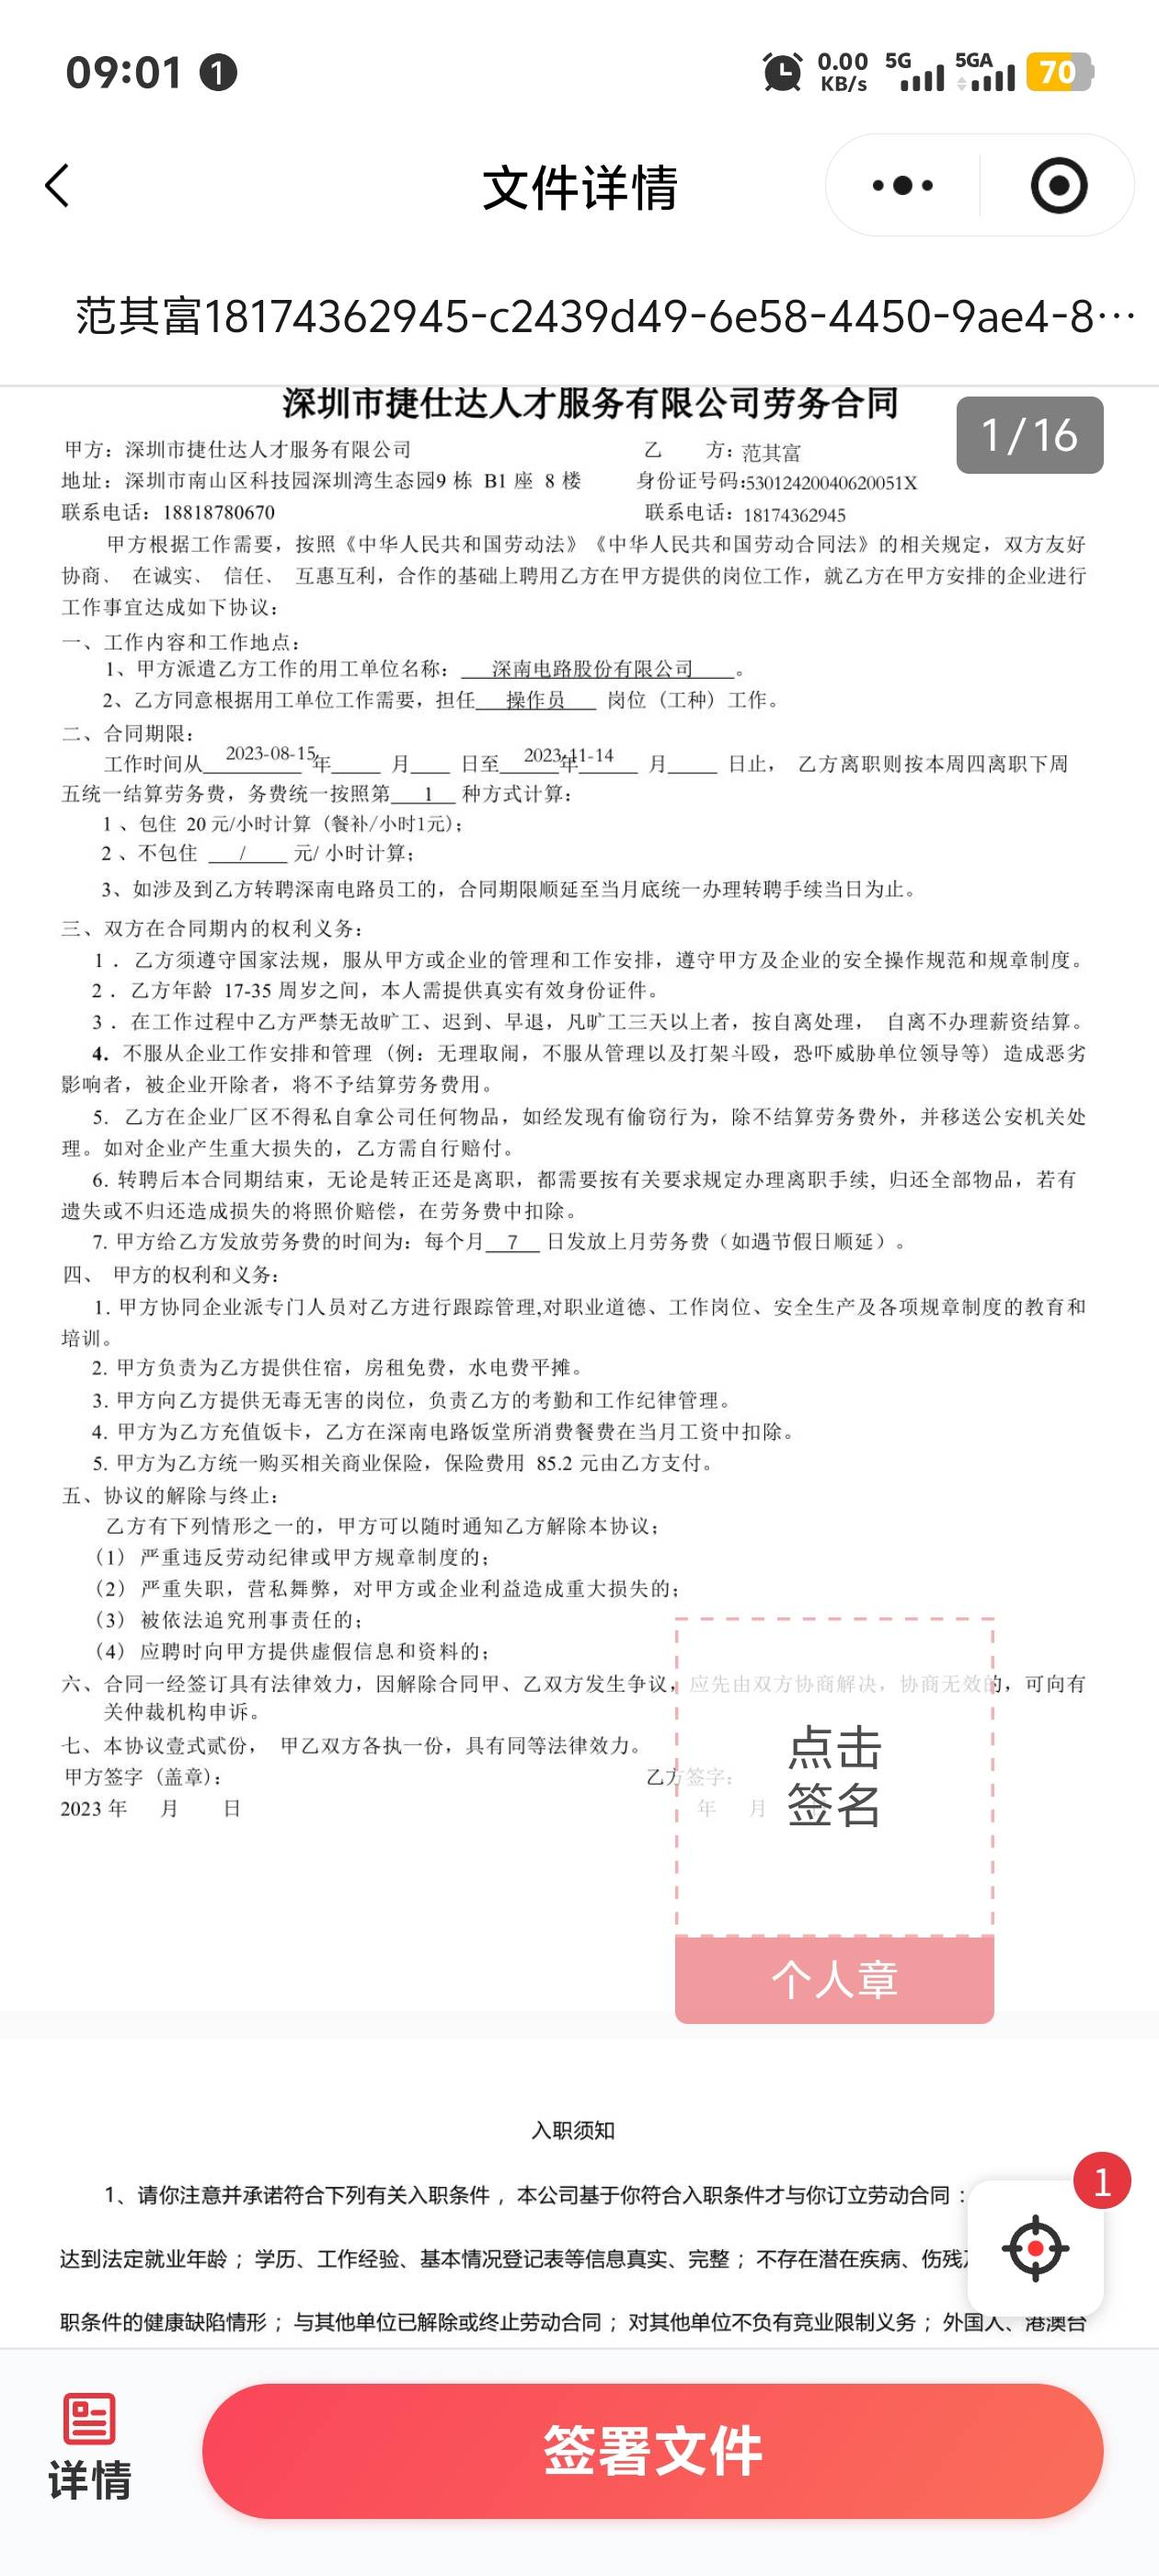 09:01 1 0.00 KB/s 5G 5GA 70
文件详情
范其富18174362945-c2439d49-6e58-4450-9ae4-8…
深圳市捷仕达人才服务有限公司劳务合同
1/16
甲方：深圳市捷仕达人才服务有限公司 乙 方：范其富
地址：深圳市南山区科技园深圳湾生态园9 栋 B1 座 8 楼 身份证号码:53012420040620051X
联系电话：18818780670 联系电话：18174362945
甲方根据工作需要，按照《中华人民共和国劳动法》《中华人民共和国劳动合同法》的相关规定，双方友好
协商、 在诚实、 信任、 互惠互利，合作的基础上聘用乙方在甲方提供的岗位工作，就乙方在甲方安排的企业进行
工作事宜达成如下协议：
一、工作内容和工作地点：
1、甲方派遣乙方工作的用工单位名称： 深南电路股份有限公司 。
2、乙方同意根据用工单位工作需要，担任 操作员 岗位（工种）工作。
二、合同期限：
工作时间从 2023-08-15 年 月 日至 2023-11-14 年 月 日止， 乙方离职则按本周四离职下周
五统一结算劳务费，务费统一按照第 1 种方式计算：
1 、包住 20 元/小时计算（餐补/小时1元）；
2 、不包住 / 元/ 小时计算；
3、如涉及到乙方转聘深南电路员工的，合同期限顺延至当月底统一办理转聘手续当日为止。
三、双方在合同期内的权利义务：
1 ．乙方须遵守国家法规，服从甲方或企业的管理和工作安排，遵守甲方及企业的安全操作规范和规章制度。
2 ．乙方年龄 17-35 周岁之间，本人需提供真实有效身份证件。
3 ．在工作过程中乙方严禁无故旷工、迟到、早退，凡旷工三天以上者，按自离处理， 自离不办理薪资结算。
4. 不服从企业工作安排和管理（例：无理取闹，不服从管理以及打架斗殴，恐吓威胁单位领导等）造成恶劣
影响者，被企业开除者，将不予结算劳务费用。
5. 乙方在企业厂区不得私自拿公司任何物品，如经发现有偷窃行为，除不结算劳务费外，并移送公安机关处
理。如对企业产生重大损失的，乙方需自行赔付。
6. 转聘后本合同期结束，无论是转正还是离职，都需要按有关要求规定办理离职手续, 归还全部物品，若有
遗失或不归还造成损失的将照价赔偿，在劳务费中扣除。
7. 甲方给乙方发放劳务费的时间为：每个月 7 日发放上月劳务费（如遇节假日顺延）。
四、 甲方的权利和义务：
1. 甲方协同企业派专门人员对乙方进行跟踪管理,对职业道德、工作岗位、安全生产及各项规章制度的教育和
培训。
2. 甲方负责为乙方提供住宿，房租免费，水电费平摊。
3. 甲方向乙方提供无毒无害的岗位，负责乙方的考勤和工作纪律管理。
4. 甲方为乙方充值饭卡，乙方在深南电路饭堂所消费餐费在当月工资中扣除。
5. 甲方为乙方统一购买相关商业保险，保险费用 85.2 元由乙方支付。
五、协议的解除与终止：
乙方有下列情形之一的，甲方可以随时通知乙方解除本协议；
（1）严重违反劳动纪律或甲方规章制度的；
（2）严重失职，营私舞弊，对甲方或企业利益造成重大损失的；
（3）被依法追究刑事责任的；
（4）应聘时向甲方提供虚假信息和资料的；
六、合同一经签订具有法律效力，因解除合同甲、乙双方发生争议，应先由双方协商解决，协商无效的，可向有
关仲裁机构申诉。
七、本协议壹式贰份， 甲乙双方各执一份，具有同等法律效力。
甲方签字（盖章）： 乙方签字：
2023 年 月 日 年 月
点击
签名
个人章
入职须知
1、请你注意并承诺符合下列有关入职条件 ，本公司基于你符合入职条件才与你订立劳动合同 ：
达到法定就业年龄 ；学历、工作经验、基本情况登记表等信息真实、完整 ；不存在潜在疾病、伤残
职条件的健康缺陷情形 ；与其他单位已解除或终止劳动合同 ；对其他单位不负有竞业限制义务 ；外国人、港澳台
1
详情
签署文件